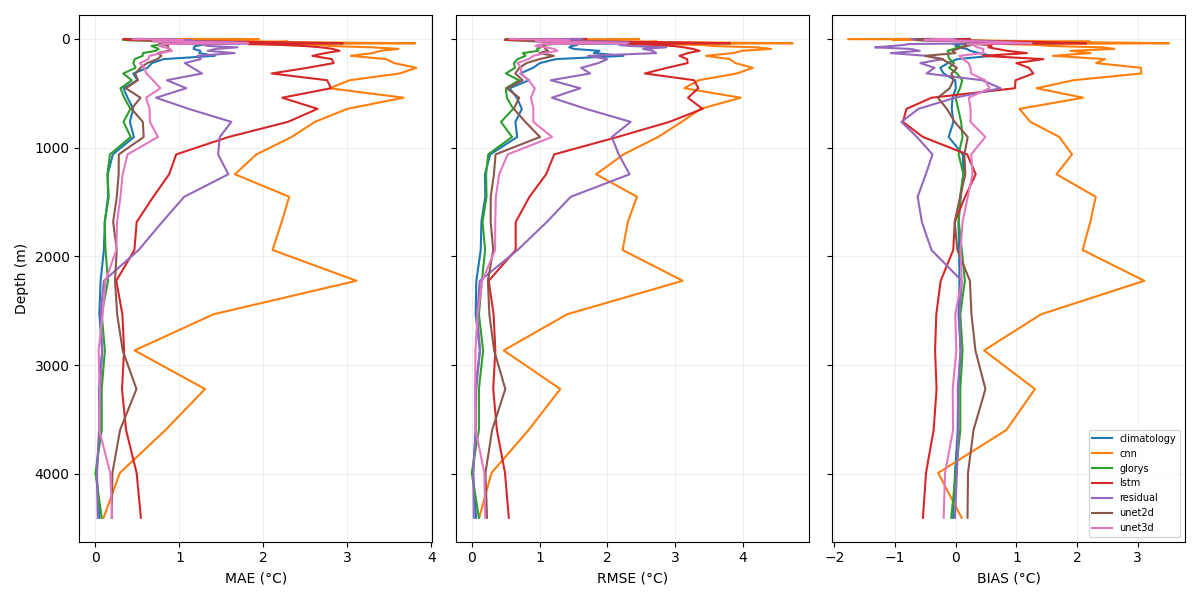 0
1000
2000
3000
4000
Depth (m)
0 1 2 3 4
MAE (°C)
0 1 2 3 4
RMSE (°C)
−2 −1 0 1 2 3
BIAS (°C)
climatology
cnn
glorys
lstm
residual
unet2d
unet3d